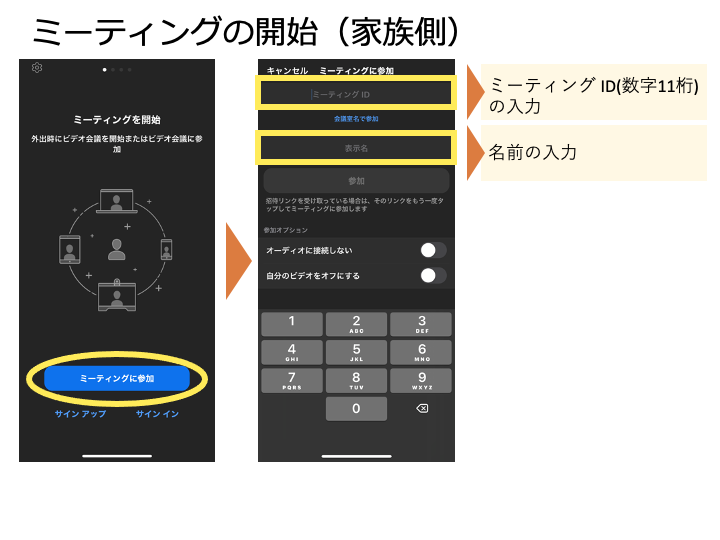 ミーティングの開始（家族側）
ミーティングを開始
外出時にビデオ会議を開始またはビデオ会議に参
加
ミーティングに参加
サイン アップ
サイン イン
キャンセル
ミーティングに参加
ミーティング ID
会議室名で参加
表示名
参加
招待リンクを受け取っている場合は、そのリンクをもう一度タ
ップしてミーティングに参加します
参加オプション
オーディオに接続しない
自分のビデオをオフにする
1
2
ABC
3
DEF
4
GHI
5
JKL
6
MNO
7
PQRS
8
TUV
9
WXYZ
0
ミーティング ID(数字11桁)
の入力
名前の入力